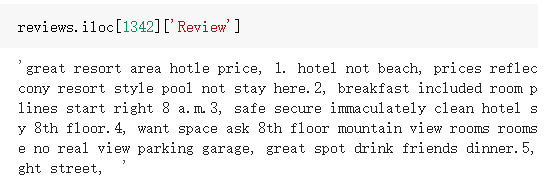 reviews.iloc[1342]['Review']
'great resort area hotle price, 1. hotel not beach, prices reflec
cony resort style pool not stay here.2, breakfast included room p
lines start right 8 a.m.3, safe secure immaculately clean hotel s
y 8th floor.4, want space ask 8th floor mountain view rooms rooms
e no real view parking garage, great spot drink friends dinner.5,
ght street, '